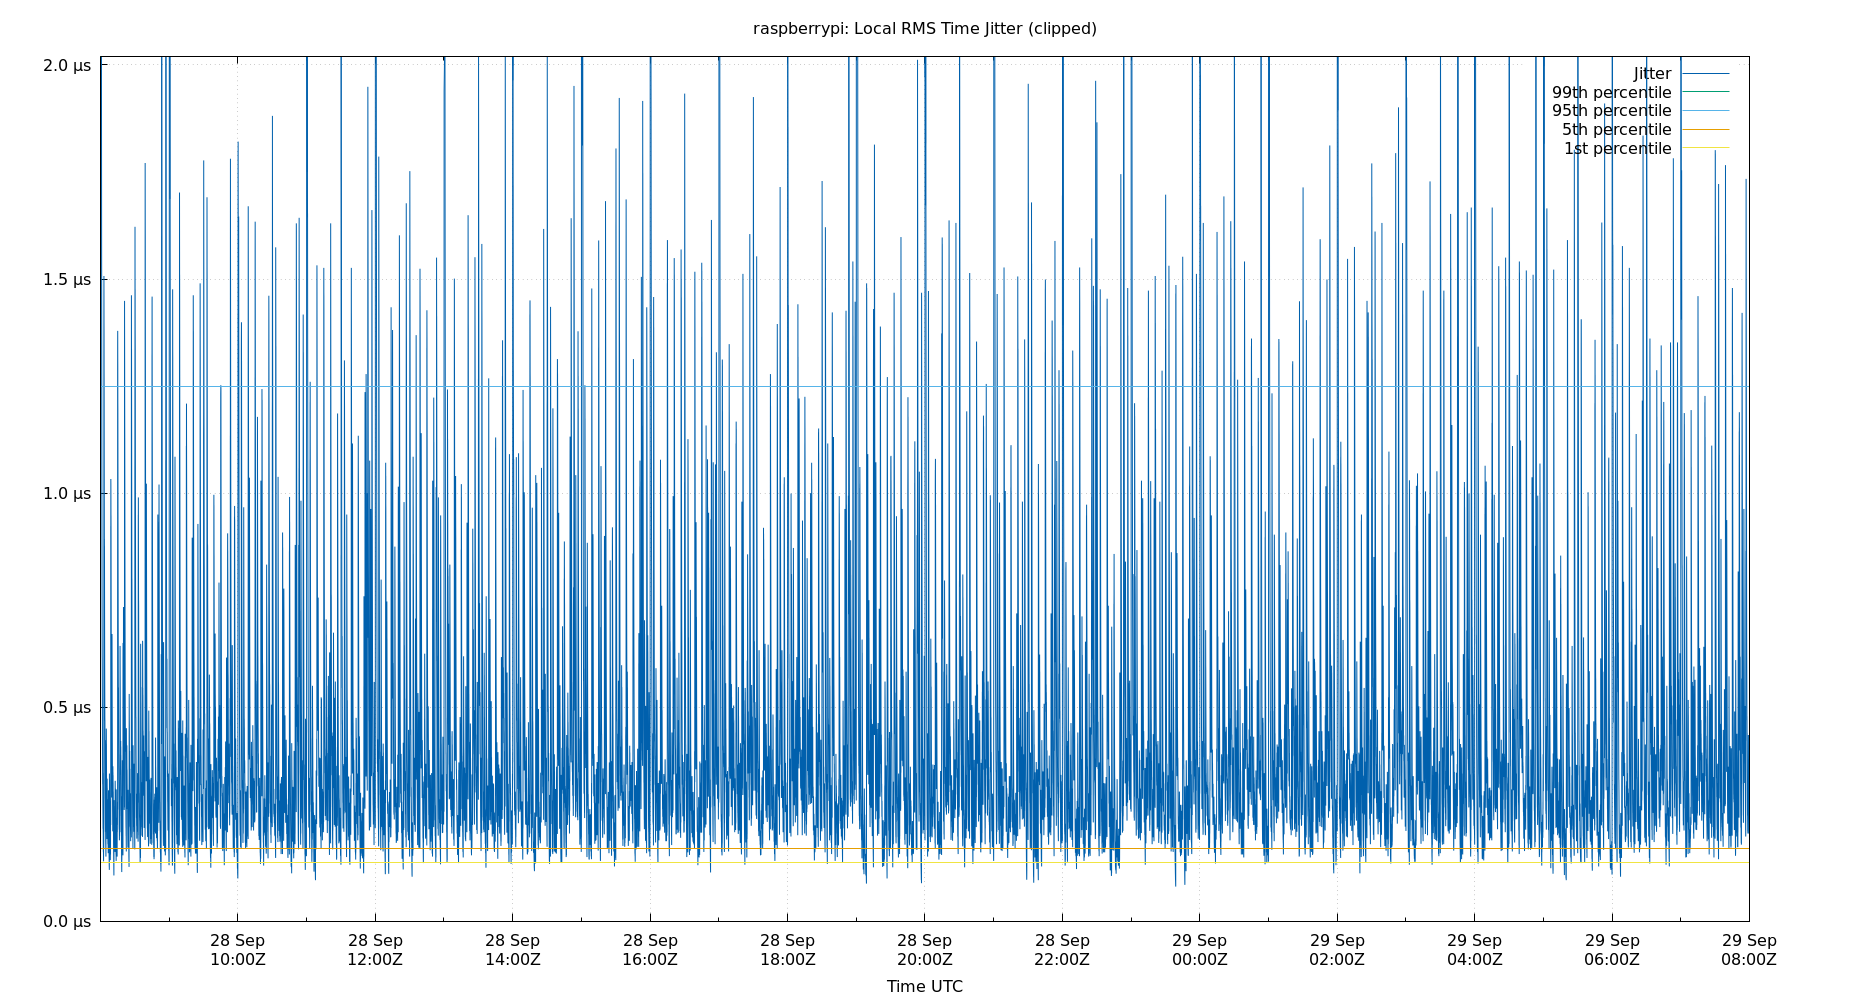 raspberrypi: Local RMS Time Jitter (clipped)
2.0 µs
1.5 µs
1.0 µs
0.5 µs
0.0 µs
Jitter
99th percentile
95th percentile
5th percentile
1st percentile
28 Sep
10:00Z
28 Sep
12:00Z
28 Sep
14:00Z
28 Sep
16:00Z
28 Sep
18:00Z
28 Sep
20:00Z
28 Sep
22:00Z
29 Sep
00:00Z
29 Sep
02:00Z
29 Sep
04:00Z
29 Sep
06:00Z
29 Sep
08:00Z
Time UTC